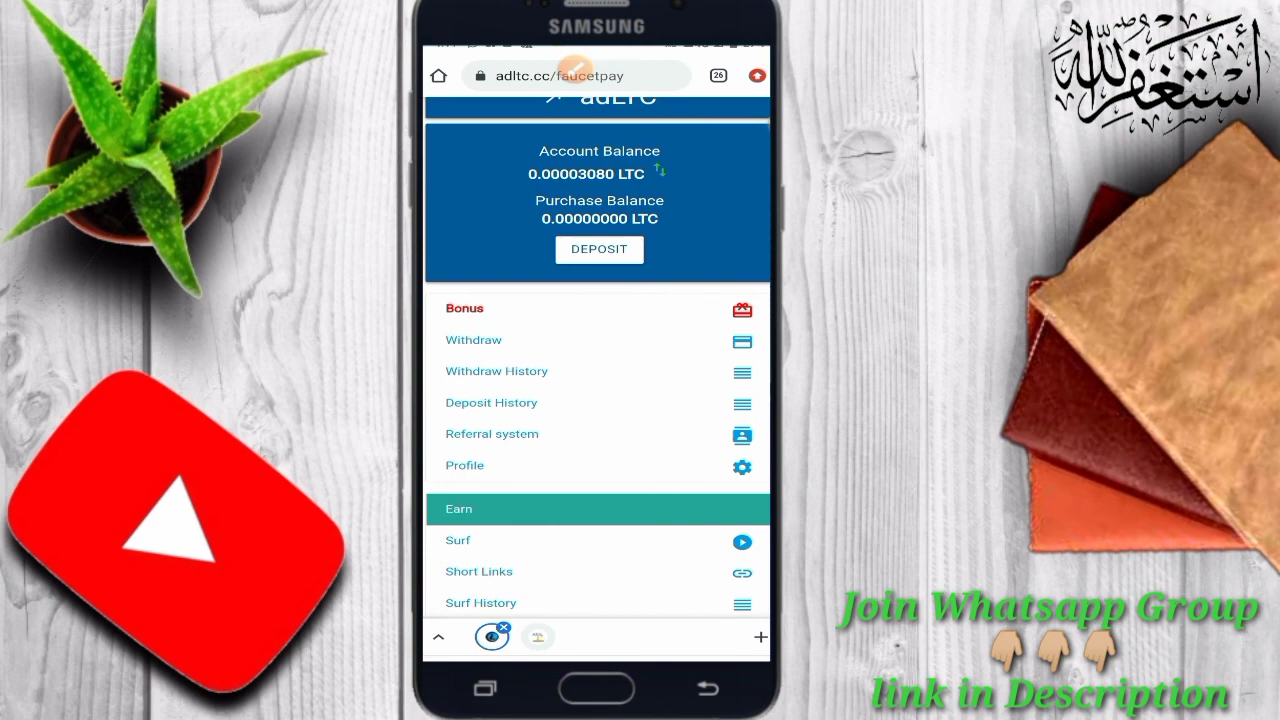 SAMSUNG
أستغفر الله
adltc.cc/faucetpay
26
adLTC
Account Balance
0.00003080 LTC
Purchase Balance
0.00000000 LTC
DEPOSIT
Bonus
Withdraw
Withdraw History
Deposit History
Referral system
Profile
Earn
Surf
Short Links
Surf History
Join Whatsapp Group
link in Description